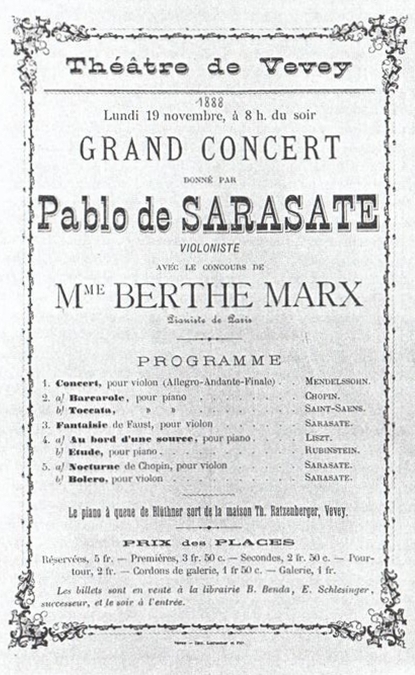 Théâtre de Vevey
1888
Lundi 19 novembre, à 8 h. du soir
GRAND CONCERT
DONNÉ PAR
Pablo de SARASATE
VIOLONISTE
AVEC LE CONCOURS DE
MME BERTHE MARX
Pianiste de Paris
PROGRAMME
1. Concert, pour violon (Allegro-Andante-Finale) . MENDELSSOHN.
2. a) Barcarole, pour piano . . . . . . . CHOPIN.
b) Toccata, » » . . . . . . . SAINT-SAENS.
3. Fantaisie de Faust, pour violon . . . . . SARASATE.
4. a) Au bord d'une source, pour piano . . . LISZT.
b) Etude, pour piano . . . . . . . . . RUBINSTEIN.
5. a) Nocturne de Chopin, pour violon . . . . SARASATE.
b) Bolero, pour violon . . . . . . . . SARASATE.
Le piano à queue de Blüthner sort de la maison Th. Ratzenberger, Vevey.
PRIX des PLACES
Réservées, 5 fr. — Premières, 3 fr. 50 c. — Secondes, 2 fr. 50 c. — Pour-
tour, 2 fr. — Cordons de galerie, 1 fr 50 c. — Galerie, 1 fr.
Les billets sont en vente à la librairie B. Benda, E. Schlesinger,
successeur, et le soir à l'entrée.